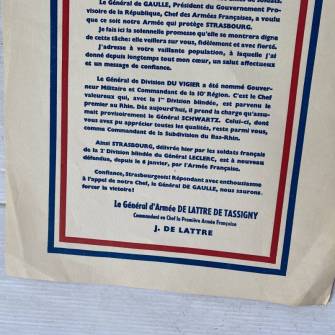 Le Général de GAULLE, Président du Gouvernement Pro-
visoire de la République, Chef des Armées Françaises, a voulu
que ce soit notre Armée qui protège STRASBOURG.
Je fais ici la solennelle promesse qu'elle se montrera digne
de cette tâche: elle veillera sur vous, fidèlement et avec fierté.
J'adresse à votre vaillante population, à laquelle j'ai
donné depuis longtemps tout mon cœur, un salut affectueux
et un message de confiance.
Le Général de Division DU VIGIER a été nommé Gouver-
neur Militaire et Commandant de la 10e Région. C'est le Chef
valeureux qui, avec la 1ère Division blindée, est parvenu le
premier au Rhin. Dès aujourd'hui, il prend la charge qu'assu-
mait provisoirement le Général SCHWARTZ. Celui-ci, dont
vous avez pu apprécier toutes les qualités, reste parmi vous,
comme Commandant de la Subdivision du Bas-Rhin.
Ainsi STRASBOURG, délivrée hier par les soldats français
de la 2e Division blindée du Général LECLERC, est à nouveau
défendue, depuis le 6 janvier, par l'Armée Française.
Confiance, Strasbourgeois! Répondant avec enthousiasme
à l'appel de notre Chef, le Général DE GAULLE, nous saurons
forcer la victoire!
Le Général d'Armée DE LATTRE DE TASSIGNY
Commandant en Chef la Première Armée Française
J. DE LATTRE